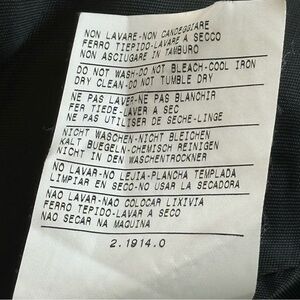 NON LAVARE-NON CANDEGGIARE
FERRO TIEPIDO-LAVARE A SECCO
NON ASCIUGARE IN TAMBURO
DO NOT WASH-DO NOT BLEACH-COOL IRON
DRY CLEAN-DO NOT TUMBLE DRY
NE PAS LAVER-NE PAS BLANCHIR
FER TIEDE-LAVER A SEC
NE PAS UTILISER DE SECHE-LINGE
NICHT WASCHEN-NICHT BLEICHEN
KALT BUEGELN-CHEMISCH REINIGEN
NICHT IN DEN WASCHENTROCKNER
NO LAVAR-NO LEJIA-PLANCHA TEMPLADA
LIMPIAR EN SECO-NO USAR LA SECADORA
NAO LAVAR-NAO COLOCAR LIXIVIA
FERRO TEPIDO-LAVAR A SECO
NAO SECAR NA MAQUINA
2.1914.0